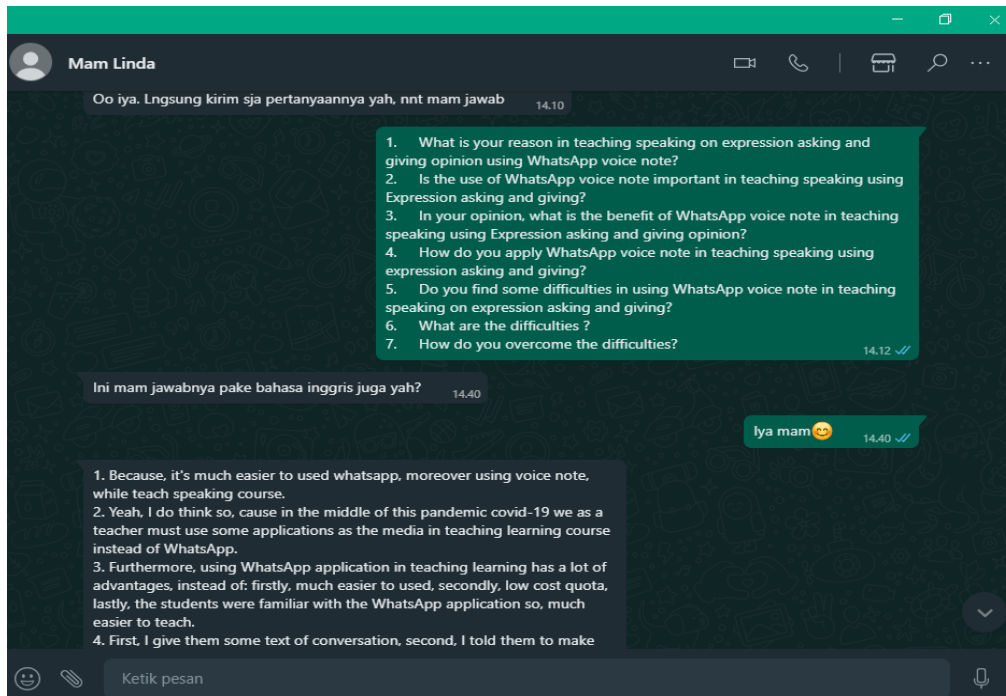 Mam Linda
Oo iya. Lngsung kirim sja pertanyaannya yah, nnt mam jawab
14.10
1. What is your reason in teaching speaking on expression asking and
giving opinion using WhatsApp voice note?
2. Is the use of WhatsApp voice note important in teaching speaking using
Expression asking and giving?
3. In your opinion, what is the benefit of WhatsApp voice note in teaching
speaking using Expression asking and giving opinion?
4. How do you apply WhatsApp voice note in teaching speaking using
expression asking and giving?
5. Do you find some difficulties in using WhatsApp voice note in teaching
speaking on expression asking and giving?
6. What are the difficulties ?
7. How do you overcome the difficulties?
14.12
Ini mam jawabnya pake bahasa inggris juga yah?
14.40
Iya mam😊
14.40
1. Because, it's much easier to used whatsapp, moreover using voice note,
while teach speaking course.
2. Yeah, I do think so, cause in the middle of this pandemic covid-19 we as a
teacher must use some applications as the media in teaching learning course
instead of WhatsApp.
3. Furthermore, using WhatsApp application in teaching learning has a lot of
advantages, instead of: firstly, much easier to used, secondly, low cost quota,
lastly, the students were familiar with the WhatsApp application so, much
easier to teach.
4. First, I give them some text of conversation, second, I told them to make
Ketik pesan